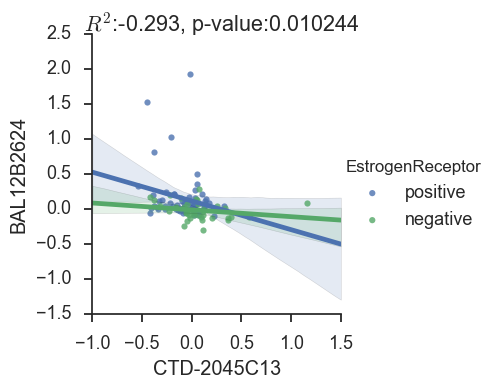 R²:-0.293, p-value:0.010244
2.5
2.0
1.5
1.0
0.5
0.0
−0.5
−1.0
−1.5
BAL12B2624
−1.0 −0.5 0.0 0.5 1.0 1.5
CTD-2045C13
EstrogenReceptor
positive
negative